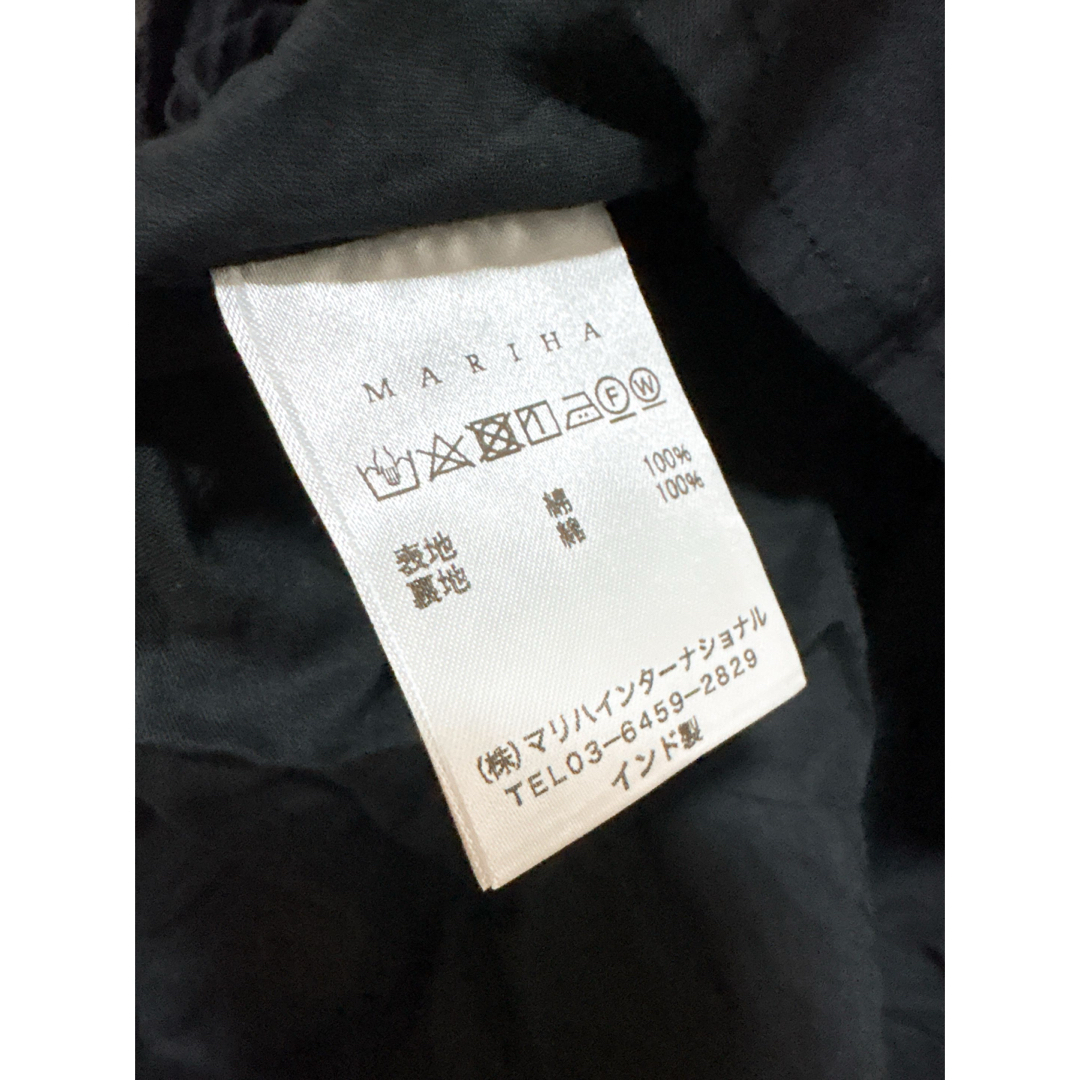 MARIHA
F W
表地 綿 100%
裏地 綿 100%
(株)マリハインターナショナル
TEL03-6459-2829
インド製